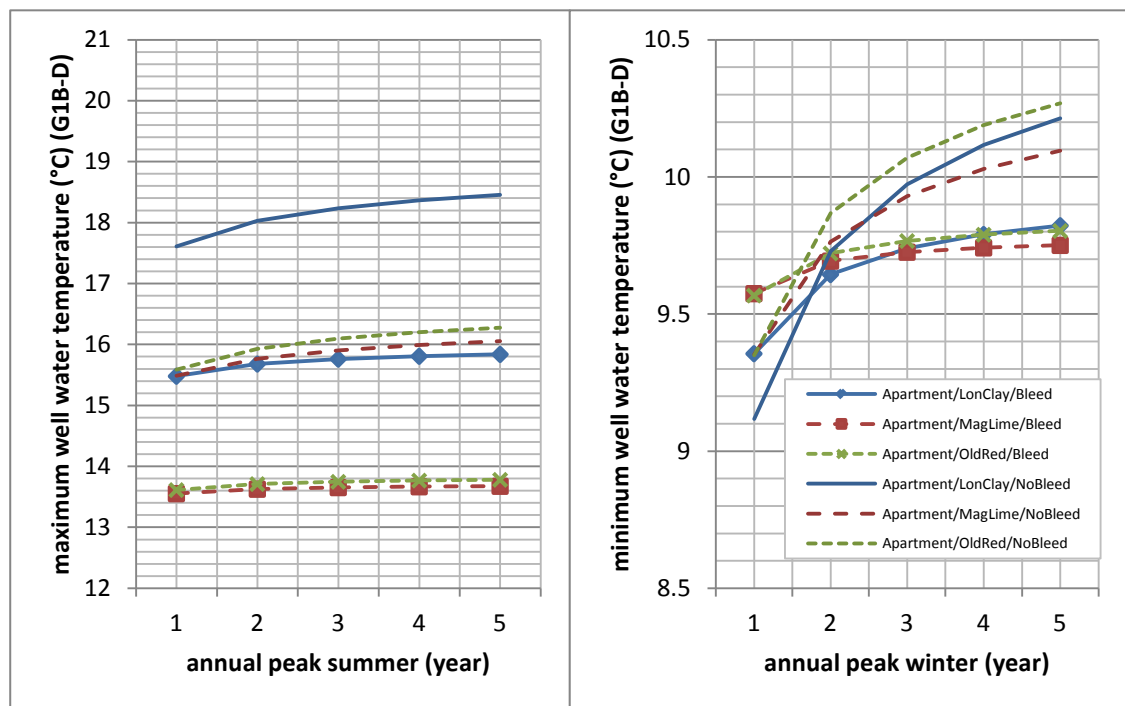 maximum well water temperature (°C) (G1B-D)
21
20
19
18
17
16
15
14
13
12
1 2 3 4 5
annual peak summer (year)
minimum well water temperature (°C) (G1B-D)
10.5
10
9.5
9
8.5
Apartment/LonClay/Bleed
Apartment/MagLime/Bleed
Apartment/OldRed/Bleed
Apartment/LonClay/NoBleed
Apartment/MagLime/NoBleed
Apartment/OldRed/NoBleed
1 2 3 4 5
annual peak winter (year)